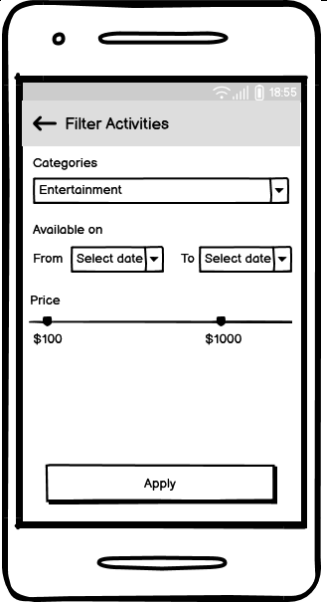 18:55
Filter Activities
Categories
Entertainment
Available on
From Select date To Select date
Price
$100 $1000
Apply